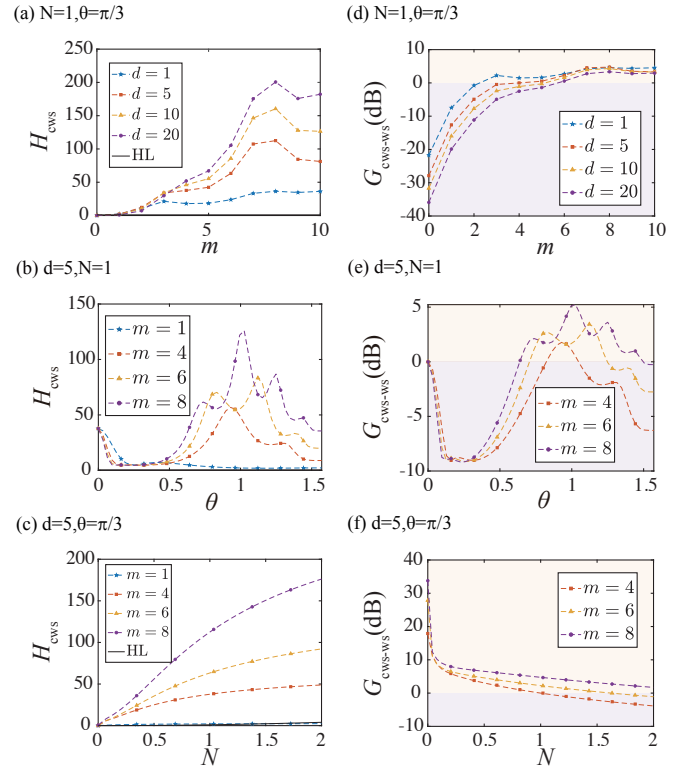 (a) N=1,θ=π/3
250
200
150
100
50
0
H_cws
d = 1
d = 5
d = 10
d = 20
HL
0
5
10
m
(d) N=1,θ=π/3
10
0
-10
-20
-30
-40
G_cws-ws(dB)
d = 1
d = 5
d = 10
d = 20
0
2
4
6
8
10
m
(b) d=5,N=1
150
100
50
0
H_cws
m = 1
m = 4
m = 6
m = 8
0
0.5
1
1.5
θ
(e) d=5,N=1
5
0
-5
-10
G_cws-ws(dB)
m = 4
m = 6
m = 8
0
0.5
1
1.5
θ
(c) d=5,θ=π/3
200
150
100
50
0
H_cws
m = 1
m = 4
m = 6
m = 8
HL
0
0.5
1
1.5
2
N
(f) d=5,θ=π/3
40
30
20
10
0
-10
G_cws-ws(dB)
m = 4
m = 6
m = 8
0
0.5
1
1.5
2
N